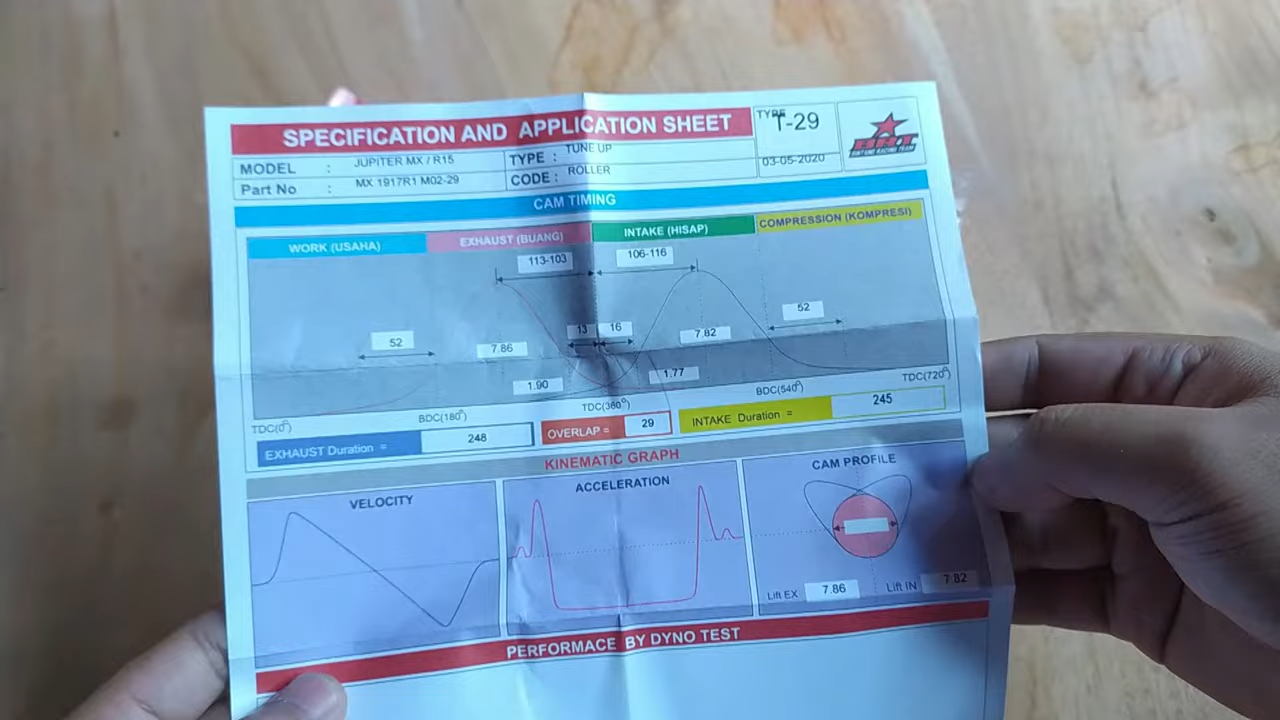 SPECIFICATION AND APPLICATION SHEET
TYPE
T-29
BRT
BINTANG RACING TEAM
MODEL : JUPITER MX / R15
TYPE : TUNE UP
Part No : MX 1917R1 M02-29
CODE : ROLLER
03-05-2020
CAM TIMING
WORK (USAHA)
EXHAUST (BUANG)
INTAKE (HISAP)
COMPRESSION (KOMPRESI)
113-103
106-116
52
7.86
13
16
7.82
52
1.90
1.77
TDC(0°)
BDC(180°)
TDC(360°)
BDC(540°)
TDC(720°)
EXHAUST Duration = 248
OVERLAP = 29
INTAKE Duration = 245
KINEMATIC GRAPH
VELOCITY
ACCELERATION
CAM PROFILE
Lift EX 7.86
Lift IN 7.82
PERFORMACE BY DYNO TEST